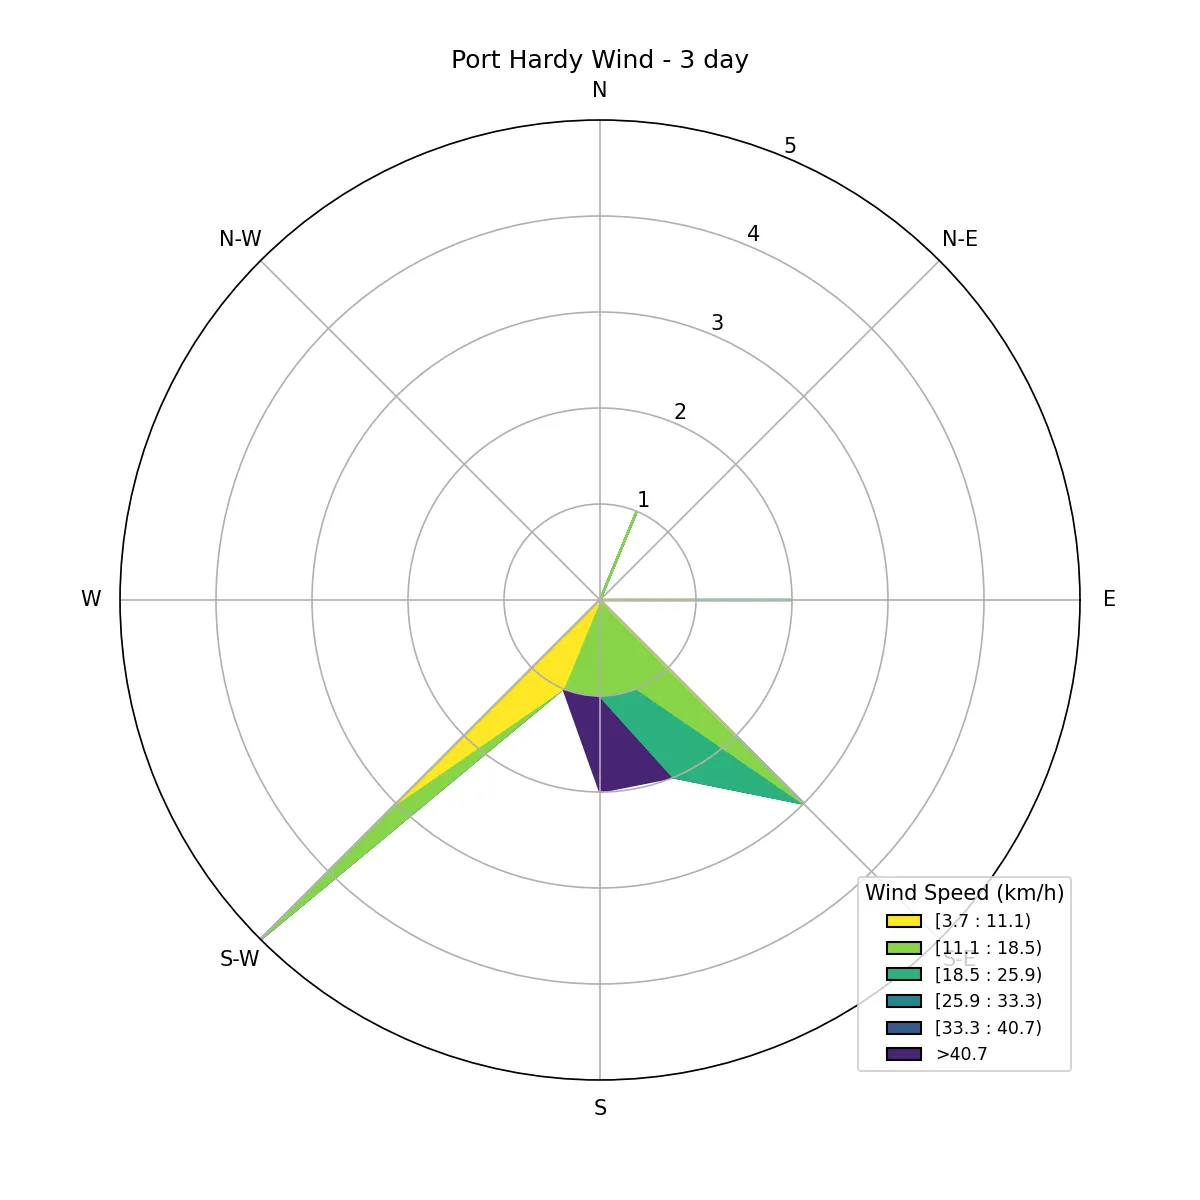 Port Hardy Wind - 3 day
N
5
N-W
N-E
4
3
2
1
W
E
S-W
S-E
S
Wind Speed (km/h)
[3.7 : 11.1)
[11.1 : 18.5)
[18.5 : 25.9)
[25.9 : 33.3)
[33.3 : 40.7)
>40.7